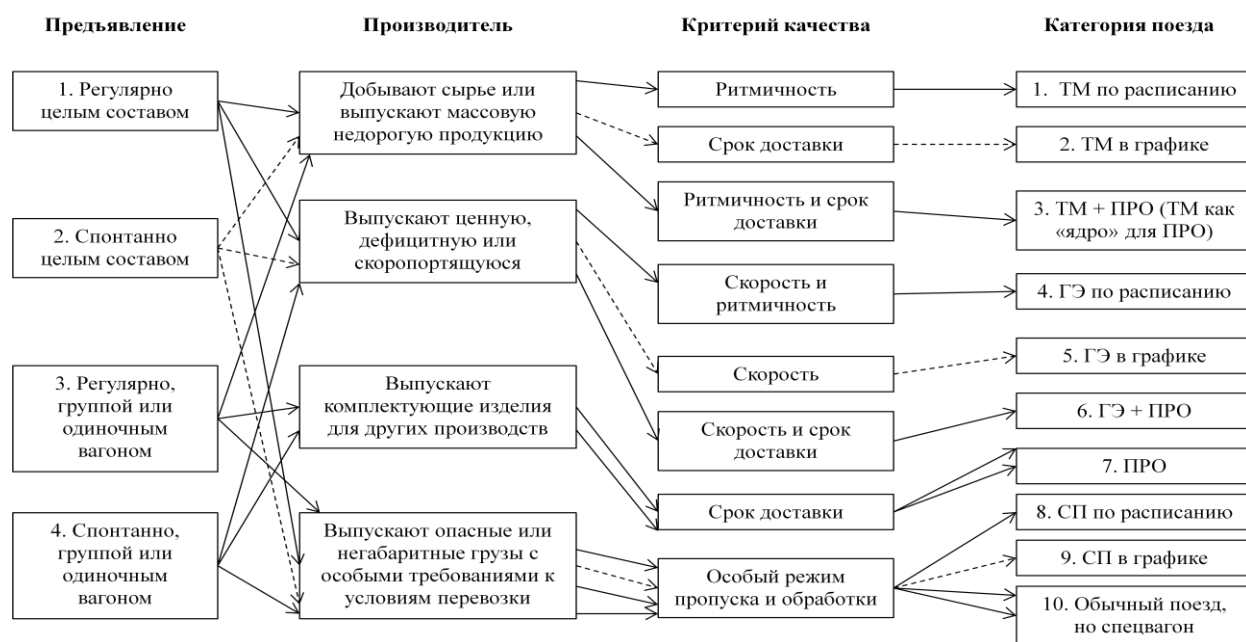 Предъявление
Производитель
Критерий качества
Категория поезда
1. Регулярно
целым составом
2. Спонтанно
целым составом
3. Регулярно,
группой или
одиночным
вагоном
4. Спонтанно,
группой или
одиночным
вагоном
Добывают сырье или
выпускают массовую
недорогую продукцию
Выпускают ценную,
дефицитную или
скоропортящуюся
Выпускают
комплектующие изделия
для других производств
Выпускают опасные или
негабаритные грузы с
особыми требованиями к
условиям перевозки
Ритмичность
Срок доставки
Ритмичность и срок
доставки
Скорость и
ритмичность
Скорость
Скорость и срок
доставки
Срок доставки
Особый режим
пропуска и обработки
1. ТМ по расписанию
2. ТМ в графике
3. ТМ + ПРО (ТМ как
«ядро» для ПРО)
4. ГЭ по расписанию
5. ГЭ в графике
6. ГЭ + ПРО
7. ПРО
8. СП по расписанию
9. СП в графике
10. Обычный поезд,
но спецвагон